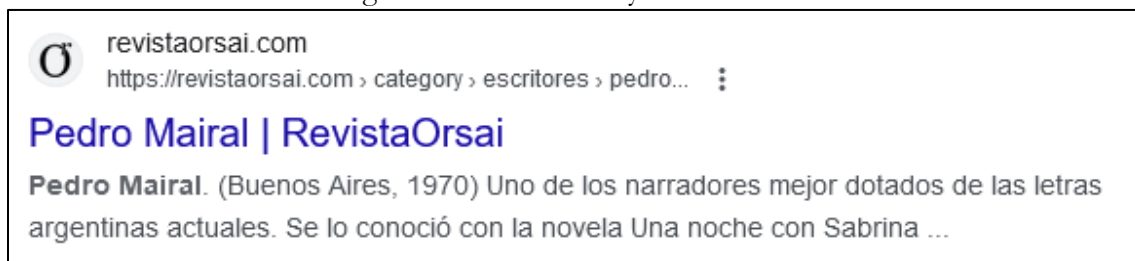 revistaorsai.com
https://revistaorsai.com › category › escritores › pedro...
Pedro Mairal | RevistaOrsai
Pedro Mairal. (Buenos Aires, 1970) Uno de los narradores mejor dotados de las letras
argentinas actuales. Se lo conoció con la novela Una noche con Sabrina ...